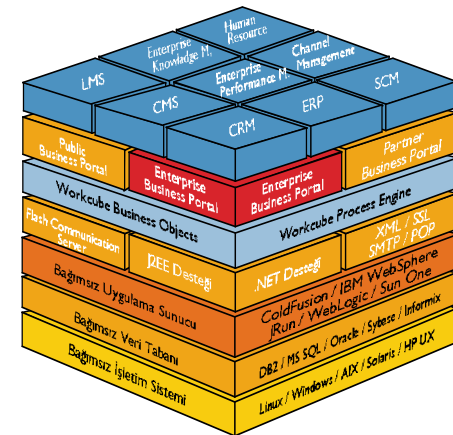 Human
Resource
Enterprise
Knowledge M.
Channel
Management
LMS
Enterprise
Performance M.
SCM
CMS
ERP
CRM
Public
Business Portal
Enterprise
Business Portal
Enterprise
Business Portal
Partner
Business Portal
Workcube Business Objects
Workcube Process Engine
Flash Communication
Server
J2EE Desteği
.NET Desteği
XML / SSL
SMTP / POP
Bağımsız Uygulama Sunucu
ColdFusion / IBM WebSphere
jRun / WebLogic / Sun One
Bağımsız Veri Tabanı
DB2 / MS SQL / Oracle / Sybase / Informix
Bağımsız İşletim Sistemi
Linux / Windows / AIX / Solaris / HP UX